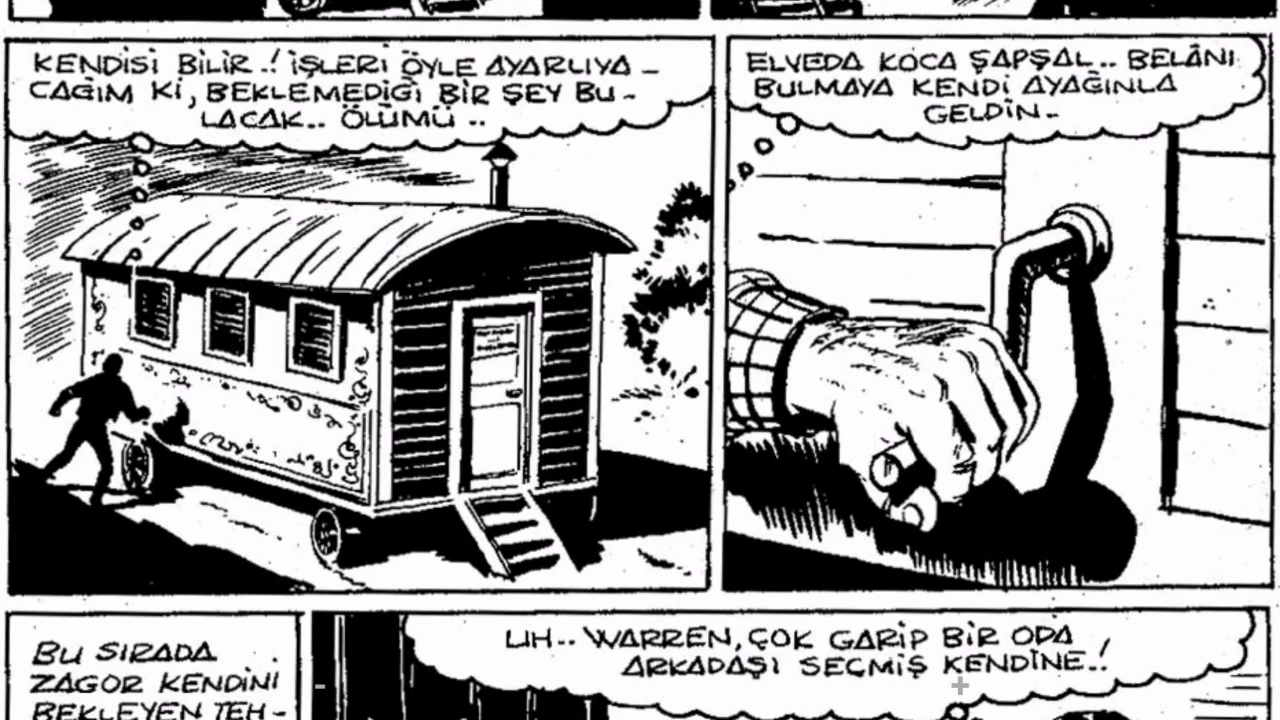 KENDİSİ BİLİR..! İŞLERİ ÖYLE AYARLIYA-
CAĞIM Kİ, BEKLEMEDİĞİ BİR ŞEY BU-
LACAK.. ÖLÜMÜ..
ELVEDA KOCA ŞAPŞAL.. BELÂNI
BULMAYA KENDİ AYAĞINLA
GELDİN-
BU SIRADA
ZAGOR KENDİNİ
BEKLEYEN TEH-
UH.. WARREN, ÇOK GARİP BİR ODA
ARKADAŞI SEÇMİŞ KENDİNE..!